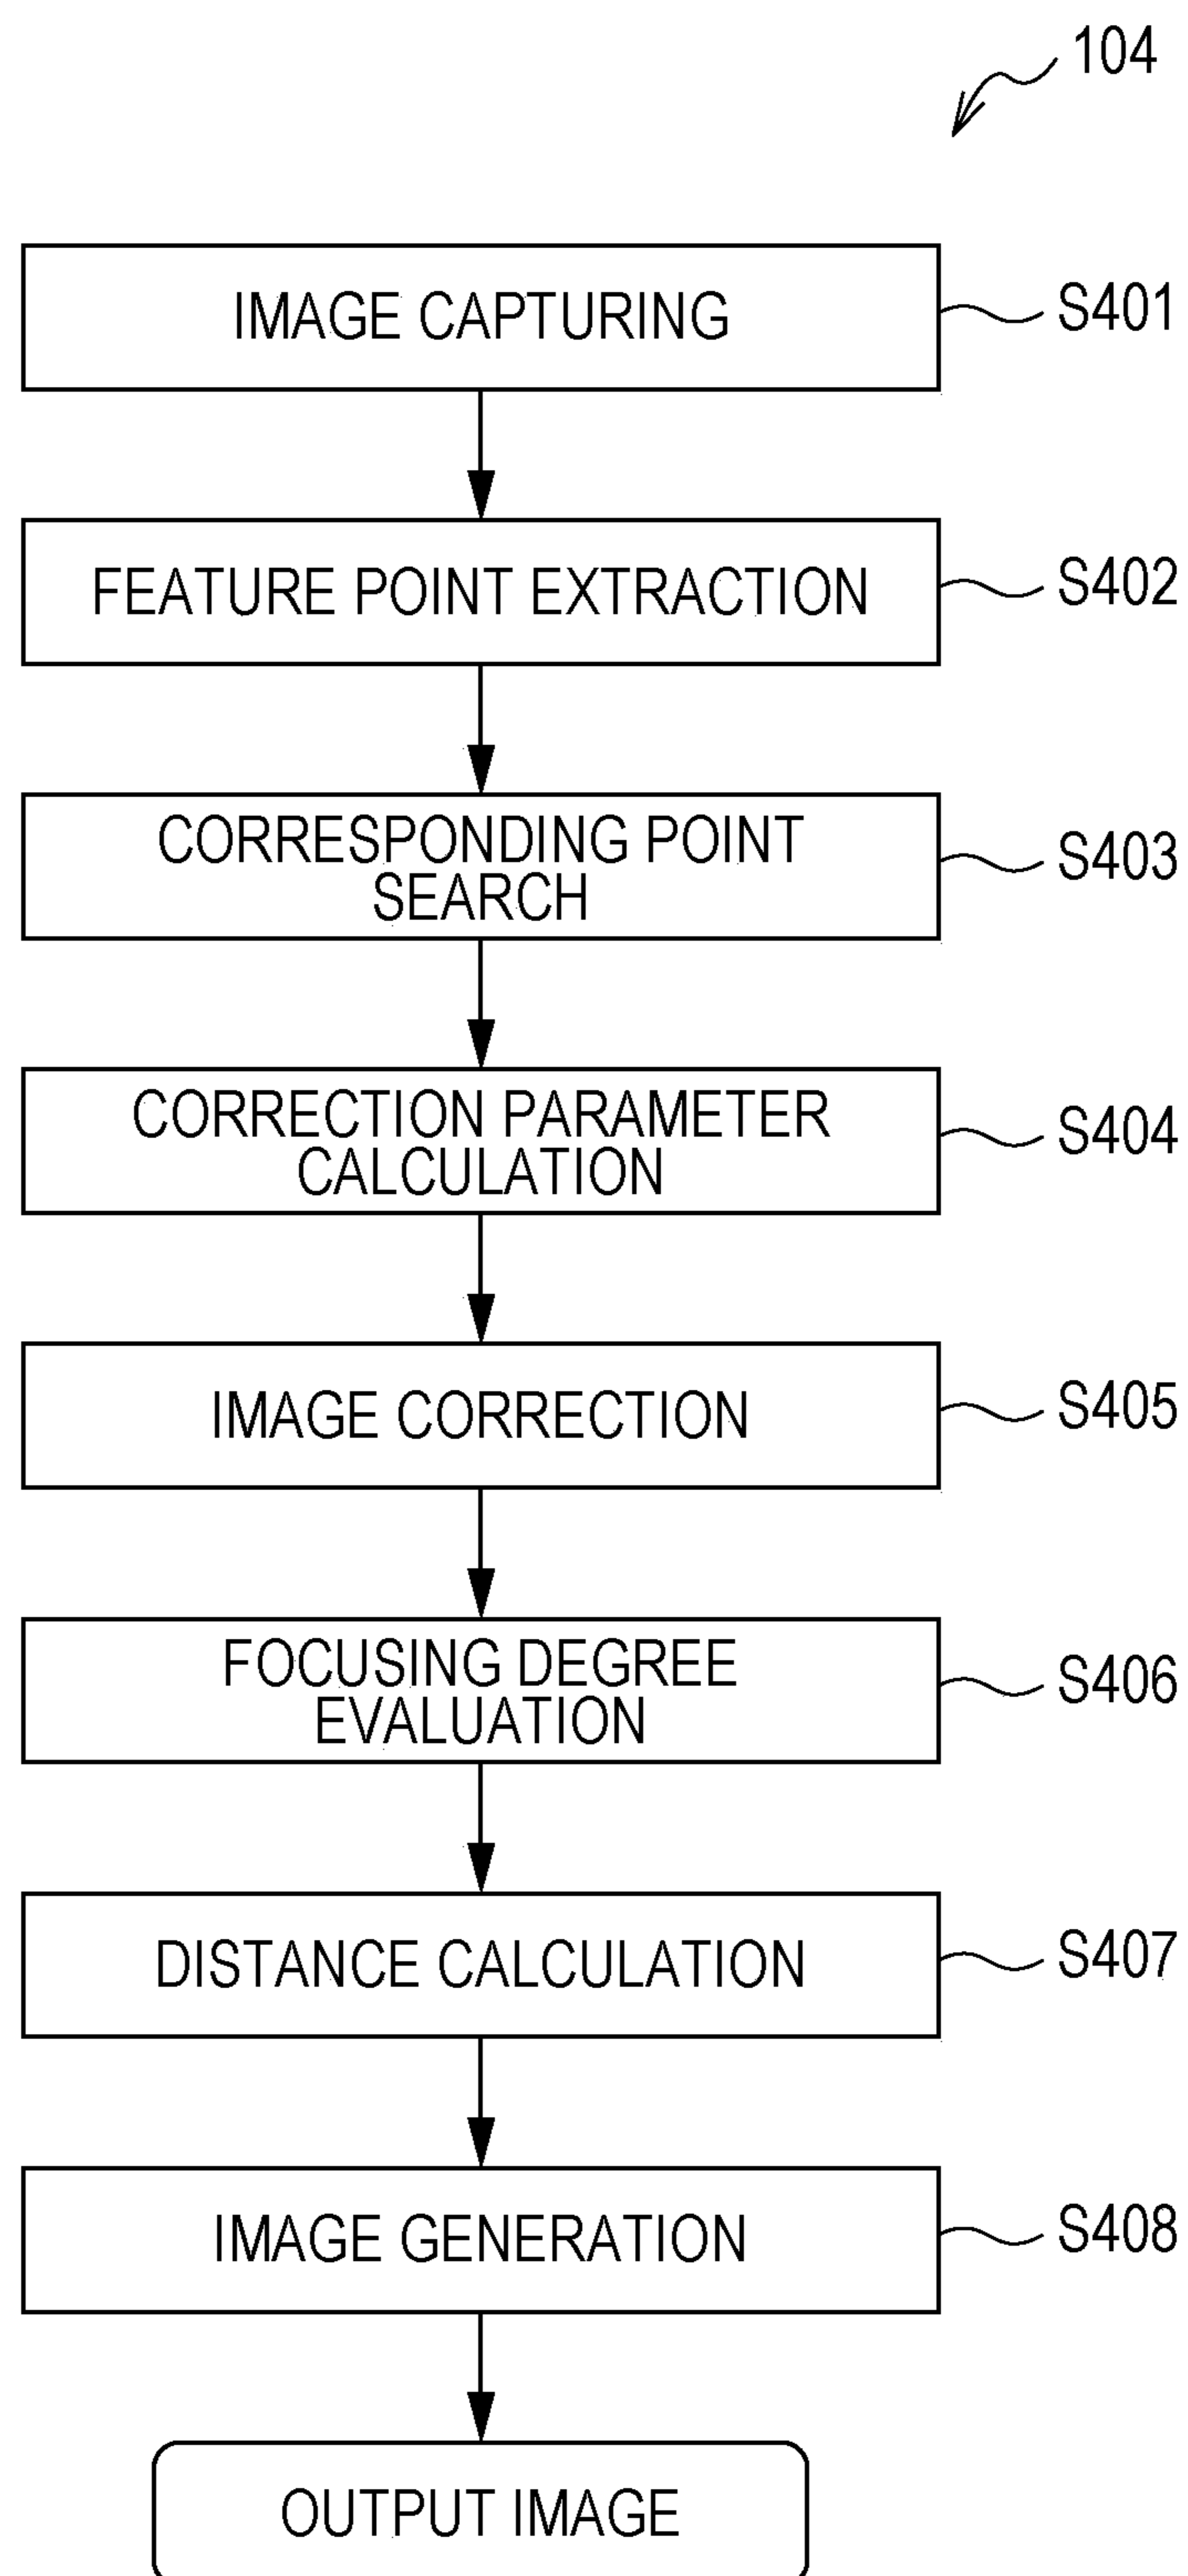 104
IMAGE CAPTURING
S401
FEATURE POINT EXTRACTION
S402
CORRESPONDING POINT
SEARCH
S403
CORRECTION PARAMETER
CALCULATION
S404
IMAGE CORRECTION
S405
FOCUSING DEGREE
EVALUATION
S406
DISTANCE CALCULATION
S407
IMAGE GENERATION
S408
OUTPUT IMAGE